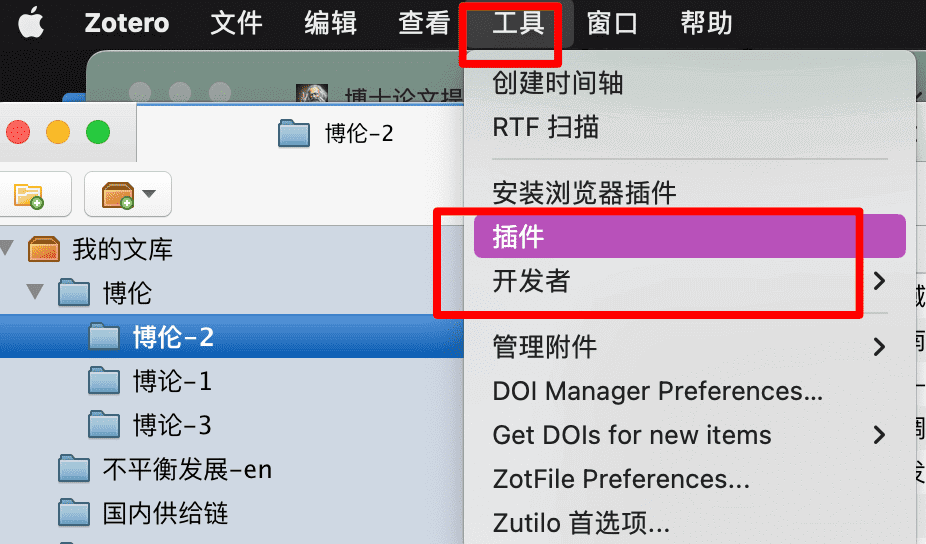 Zotero 文件 编辑 查看 工具 窗口 帮助
博士论文提
博伦-2
我的文库
博伦
博伦-2
博论-1
博论-3
不平衡发展-en
国内供给链
创建时间轴
RTF 扫描
安装浏览器插件
插件
开发者
管理附件
DOI Manager Preferences...
Get DOIs for new items
ZotFile Preferences...
Zutilo 首选项...